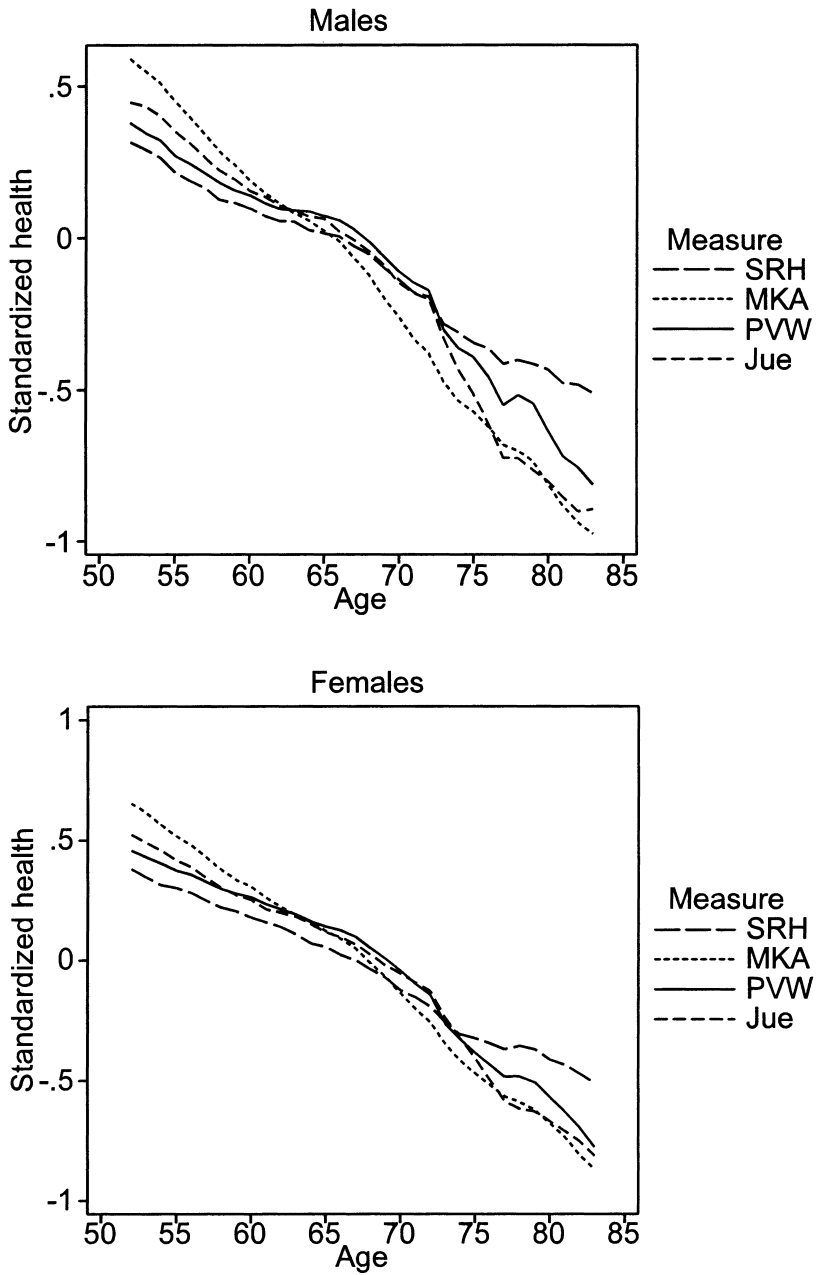 Males
.5
0
-.5
-1
Standardized health
50 55 60 65 70 75 80 85
Age
Measure
SRH
MKA
PVW
Jue
Females
1
.5
0
-.5
-1
Standardized health
50 55 60 65 70 75 80 85
Age
Measure
SRH
MKA
PVW
Jue